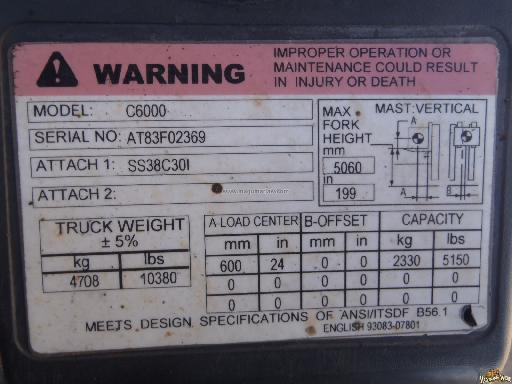 WARNING
IMPROPER OPERATION OR
MAINTENANCE COULD RESULT
IN INJURY OR DEATH
MODEL: C6000
SERIAL NO: AT83F02369
ATTACH 1: SS38C30I
ATTACH 2:
MAX
FORK
HEIGHT
mm
5060
in
199
MAST:VERTICAL
A
A
B
TRUCK WEIGHT
± 5%
kg lbs
4708 10380
A-LOAD CENTER B-OFFSET CAPACITY
mm in mm in kg lbs
600 24 0 0 2330 5150
0 0 0 0 0 0
0 0 0 0 0 0
MEETS DESIGN SPECIFICATIONS OF ANSI/ITSDF B56.1
ENGLISH 93083-07801